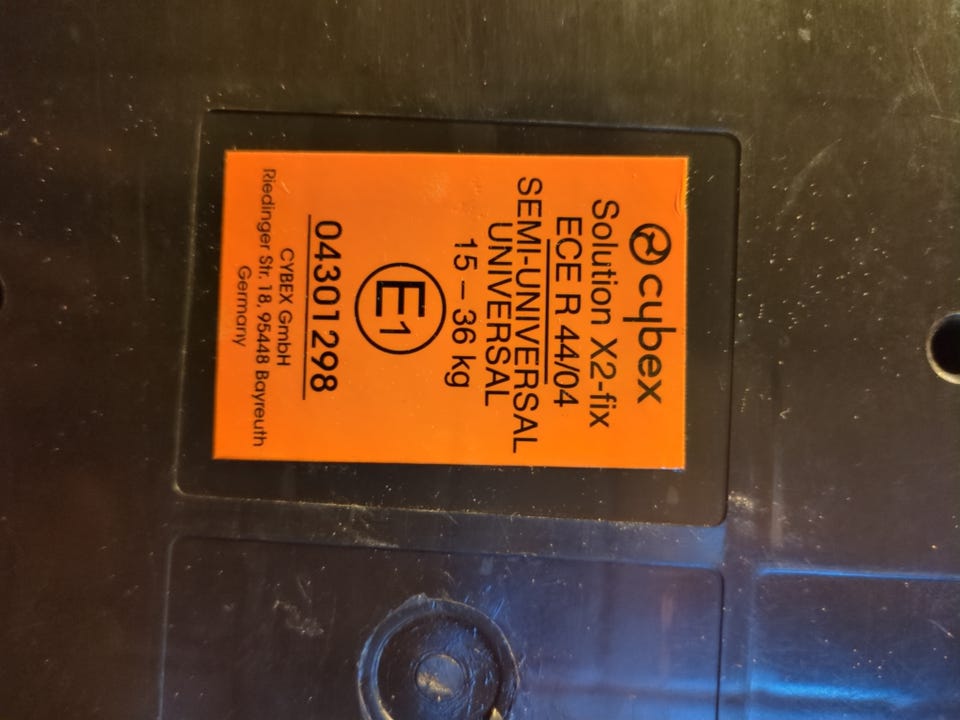 cybex
Solution X2-fix
ECE R 44/04
SEMI-UNIVERSAL
UNIVERSAL
15 – 36 kg
E1
04301298
CYBEX GmbH
Riedinger Str. 18, 95448 Bayreuth
Germany